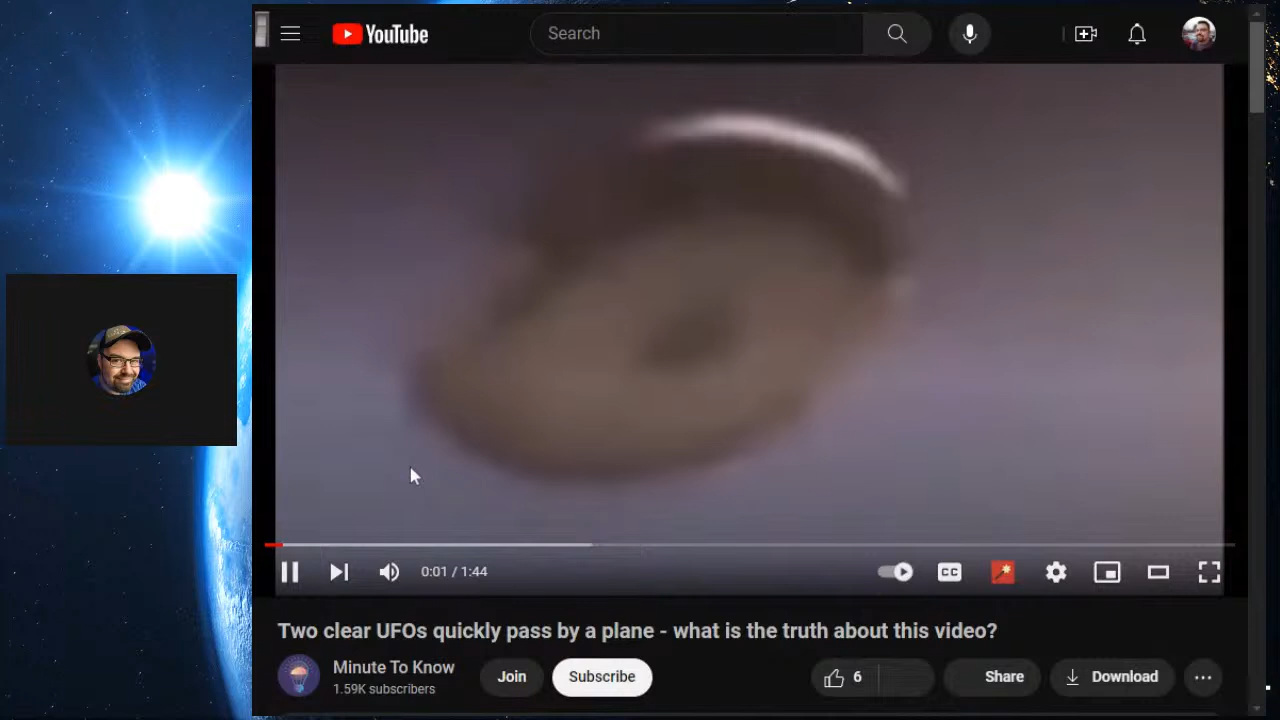 YouTube
Search
0:01 / 1:44
CC
Two clear UFOs quickly pass by a plane - what is the truth about this video?
Minute To Know
1.59K subscribers
Join
Subscribe
6
Share
Download